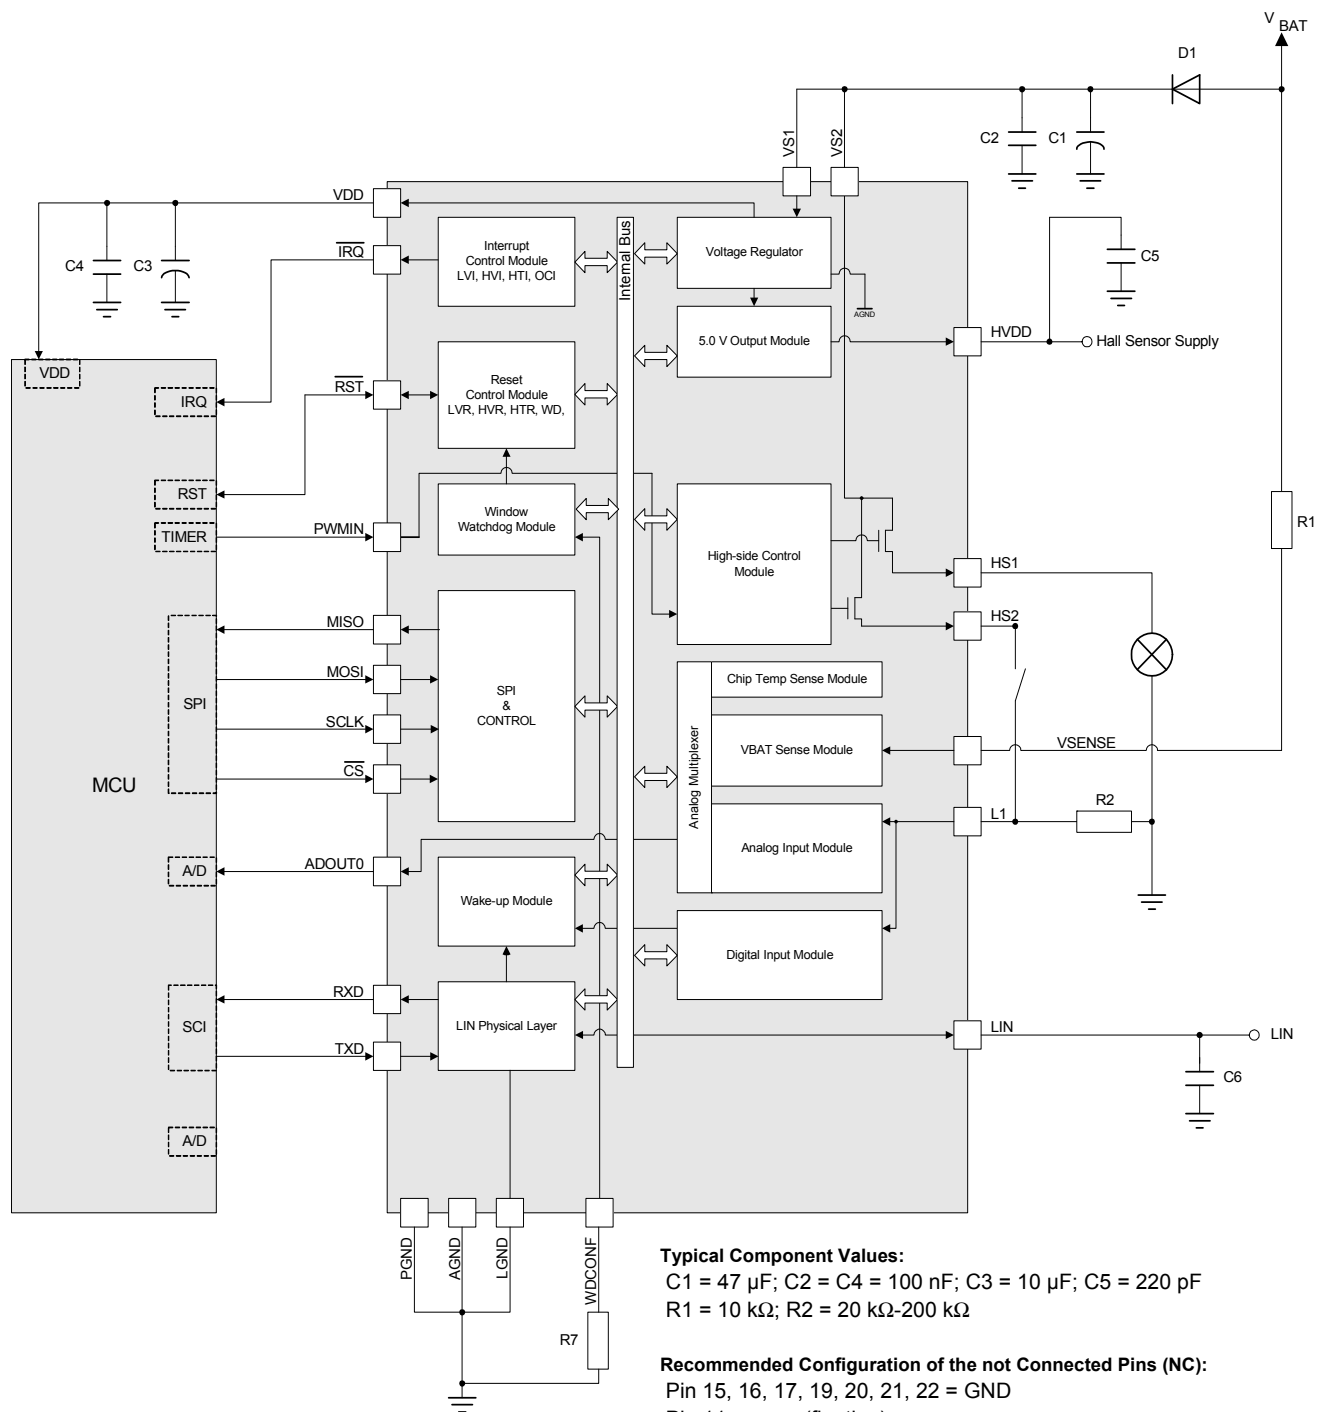 V BAT
D1
C2
C1
VS1
VS2
VDD
C4
C3
IRQ
Interrupt
Control Module
LVI, HVI, HTI, OCI
Internal Bus
Voltage Regulator
AGND
C5
5.0 V Output Module
HVDD
Hall Sensor Supply
VDD
IRQ
RST
Reset
Control Module
LVR, HVR, HTR, WD,
RST
TIMER
PWMIN
Window
Watchdog Module
High-side Control
Module
R1
HS1
HS2
MISO
MOSI
SCLK
CS
SPI
SPI
&
CONTROL
MCU
Analog Multiplexer
Chip Temp Sense Module
VBAT Sense Module
VSENSE
Analog Input Module
L1
R2
A/D
ADOUT0
Wake-up Module
Digital Input Module
RXD
SCI
TXD
LIN Physical Layer
LIN
LIN
C6
A/D
PGND
AGND
LGND
WDCONF
R7
Typical Component Values:
C1 = 47 µF; C2 = C4 = 100 nF; C3 = 10 µF; C5 = 220 pF
R1 = 10 kΩ; R2 = 20 kΩ-200 kΩ
Recommended Configuration of the not Connected Pins (NC):
Pin 15, 16, 17, 19, 20, 21, 22 = GND